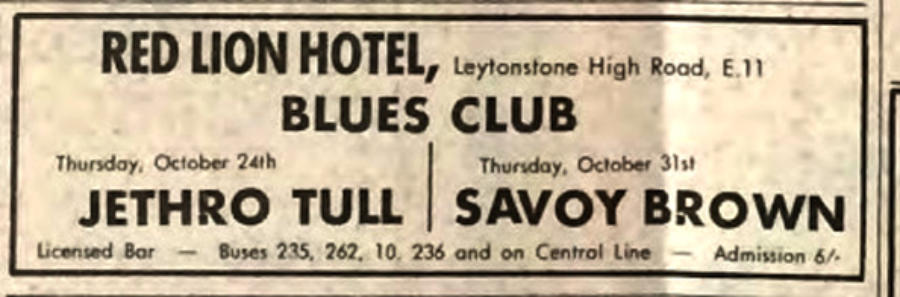 RED LION HOTEL, Leytonstone High Road, E.11
BLUES CLUB
Thursday, October 24th
JETHRO TULL
Thursday, October 31st
SAVOY BROWN
Licensed Bar — Buses 235, 262, 10. 236 and on Central Line — Admission 6/-